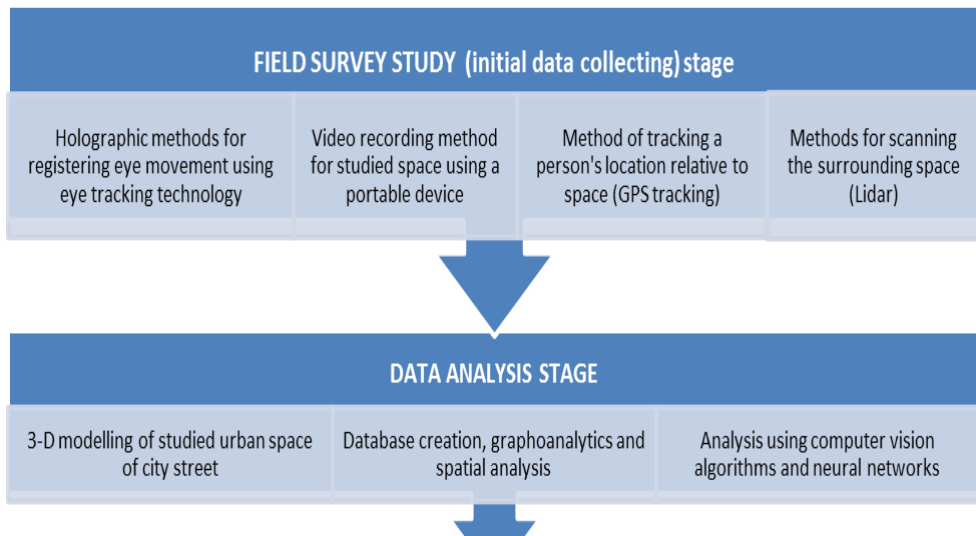 FIELD SURVEY STUDY (initial data collecting) stage
Holographic methods for
registering eye movement using
eye tracking technology
Video recording method
for studied space using a
portable device
Method of tracking a
person's location relative to
space (GPS tracking)
Methods for scanning
the surrounding space
(Lidar)
DATA ANALYSIS STAGE
3-D modelling of studied urban space
of city street
Database creation, graphoanalytics and
spatial analysis
Analysis using computer vision
algorithms and neural networks